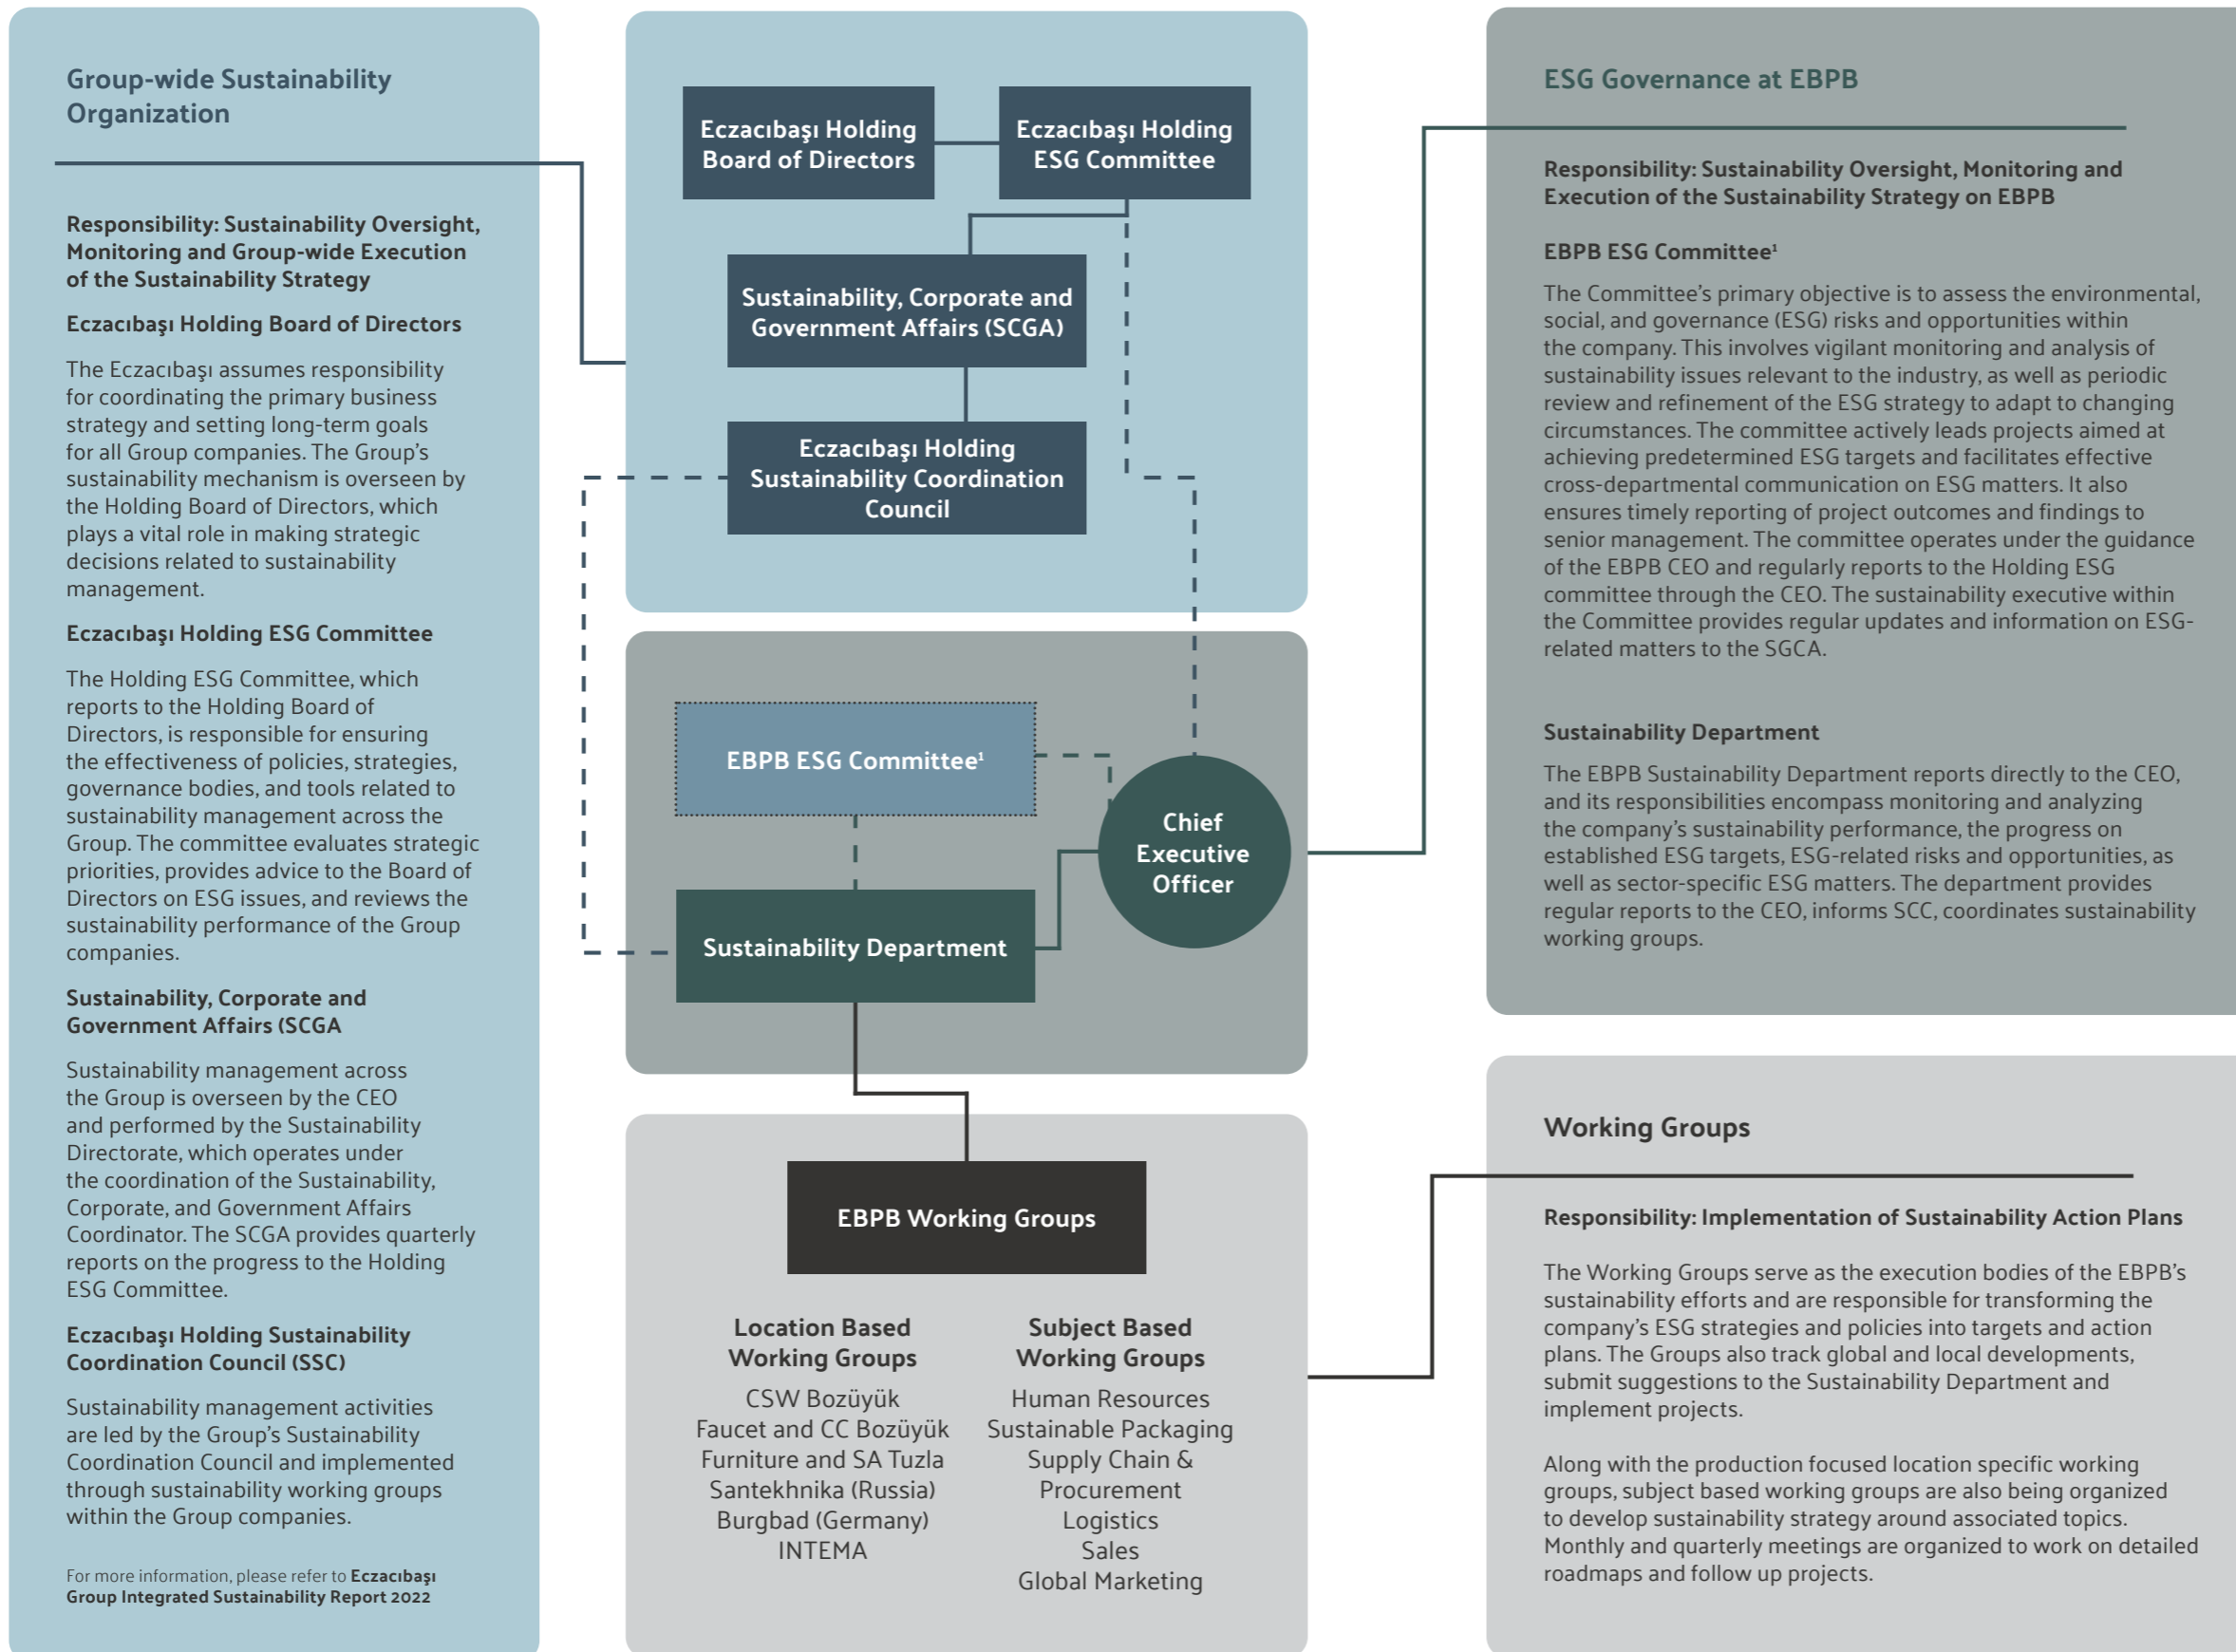 Group-wide Sustainability
Organization
Responsibility: Sustainability Oversight,
Monitoring and Group-wide Execution
of the Sustainability Strategy
Eczacıbaşı Holding Board of Directors
The Eczacıbaşı assumes responsibility
for coordinating the primary business
strategy and setting long-term goals
for all Group companies. The Group's
sustainability mechanism is overseen by
the Holding Board of Directors, which
plays a vital role in making strategic
decisions related to sustainability
management.
Eczacıbaşı Holding ESG Committee
The Holding ESG Committee, which
reports to the Holding Board of
Directors, is responsible for ensuring
the effectiveness of policies, strategies,
governance bodies, and tools related to
sustainability management across the
Group. The committee evaluates strategic
priorities, provides advice to the Board of
Directors on ESG issues, and reviews the
sustainability performance of the Group
companies.
Sustainability, Corporate and
Government Affairs (SCGA
Sustainability management across
the Group is overseen by the CEO
and performed by the Sustainability
Directorate, which operates under
the coordination of the Sustainability,
Corporate, and Government Affairs
Coordinator. The SCGA provides quarterly
reports on the progress to the Holding
ESG Committee.
Eczacıbaşı Holding Sustainability
Coordination Council (SSC)
Sustainability management activities
are led by the Group's Sustainability
Coordination Council and implemented
through sustainability working groups
within the Group companies.
For more information, please refer to Eczacıbaşı
Group Integrated Sustainability Report 2022
Eczacıbaşı Holding
Board of Directors
Eczacıbaşı Holding
ESG Committee
Sustainability, Corporate and
Government Affairs (SCGA)
Eczacıbaşı Holding
Sustainability Coordination
Council
EBPB ESG Committee¹
Chief
Executive
Officer
Sustainability Department
EBPB Working Groups
Location Based
Working Groups
CSW Bozüyük
Faucet and CC Bozüyük
Furniture and SA Tuzla
Santekhnika (Russia)
Burgbad (Germany)
INTEMA
Subject Based
Working Groups
Human Resources
Sustainable Packaging
Supply Chain &
Procurement
Logistics
Sales
Global Marketing
ESG Governance at EBPB
Responsibility: Sustainability Oversight, Monitoring and
Execution of the Sustainability Strategy on EBPB
EBPB ESG Committee¹
The Committee's primary objective is to assess the environmental,
social, and governance (ESG) risks and opportunities within
the company. This involves vigilant monitoring and analysis of
sustainability issues relevant to the industry, as well as periodic
review and refinement of the ESG strategy to adapt to changing
circumstances. The committee actively leads projects aimed at
achieving predetermined ESG targets and facilitates effective
cross-departmental communication on ESG matters. It also
ensures timely reporting of project outcomes and findings to
senior management. The committee operates under the guidance
of the EBPB CEO and regularly reports to the Holding ESG
committee through the CEO. The sustainability executive within
the Committee provides regular updates and information on ESG-
related matters to the SGCA.
Sustainability Department
The EBPB Sustainability Department reports directly to the CEO,
and its responsibilities encompass monitoring and analyzing
the company's sustainability performance, the progress on
established ESG targets, ESG-related risks and opportunities, as
well as sector-specific ESG matters. The department provides
regular reports to the CEO, informs SCC, coordinates sustainability
working groups.
Working Groups
Responsibility: Implementation of Sustainability Action Plans
The Working Groups serve as the execution bodies of the EBPB's
sustainability efforts and are responsible for transforming the
company's ESG strategies and policies into targets and action
plans. The Groups also track global and local developments,
submit suggestions to the Sustainability Department and
implement projects.
Along with the production focused location specific working
groups, subject based working groups are also being organized
to develop sustainability strategy around associated topics.
Monthly and quarterly meetings are organized to work on detailed
roadmaps and follow up projects.